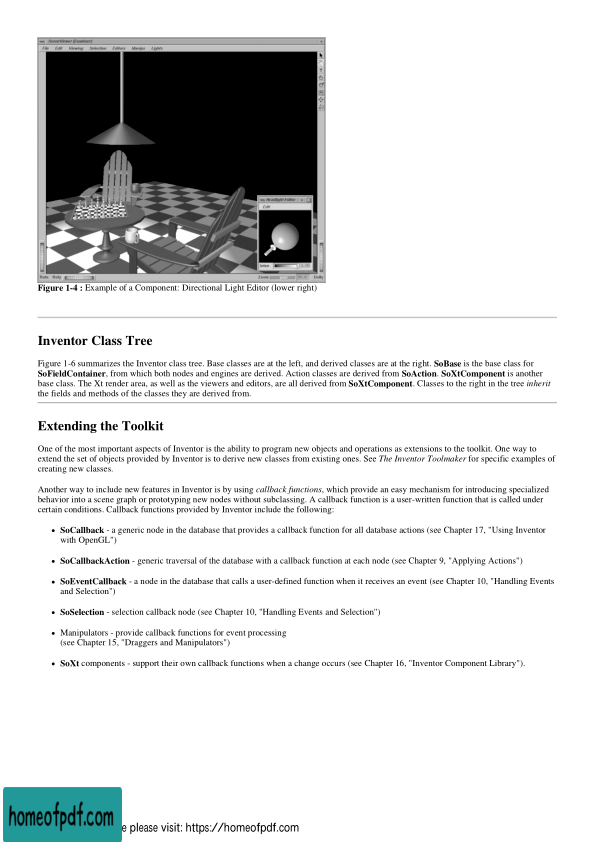 File Edit Viewing Selection Editors Manips Lights
Edit
Rotx Roty
Zoom
Dolly
Figure 1-4 : Example of a Component: Directional Light Editor (lower right)
Inventor Class Tree
Figure 1-6 summarizes the Inventor class tree. Base classes are at the left, and derived classes are at the right. SoBase is the base class for
SoFieldContainer, from which both nodes and engines are derived. Action classes are derived from SoAction. SoXtComponent is another
base class. The Xt render area, as well as the viewers and editors, are all derived from SoXtComponent. Classes to the right in the tree inherit
the fields and methods of the classes they are derived from.
Extending the Toolkit
One of the most important aspects of Inventor is the ability to program new objects and operations as extensions to the toolkit. One way to
extend the set of objects provided by Inventor is to derive new classes from existing ones. See The Inventor Toolmaker for specific examples of
creating new classes.
Another way to include new features in Inventor is by using callback functions, which provide an easy mechanism for introducing specialized
behavior into a scene graph or prototyping new nodes without subclassing. A callback function is a user-written function that is called under
certain conditions. Callback functions provided by Inventor include the following:
• SoCallback - a generic node in the database that provides a callback function for all database actions (see Chapter 17, "Using Inventor
with OpenGL")
• SoCallbackAction - generic traversal of the database with a callback function at each node (see Chapter 9, "Applying Actions")
• SoEventCallback - a node in the database that calls a user-defined function when it receives an event (see Chapter 10, "Handling Events
and Selection")
• SoSelection - selection callback node (see Chapter 10, "Handling Events and Selection")
• Manipulators - provide callback functions for event processing
(see Chapter 15, "Draggers and Manipulators")
• SoXt components - support their own callback functions when a change occurs (see Chapter 16, "Inventor Component Library").
homeofpdf.com
e please visit: https://homeofpdf.com